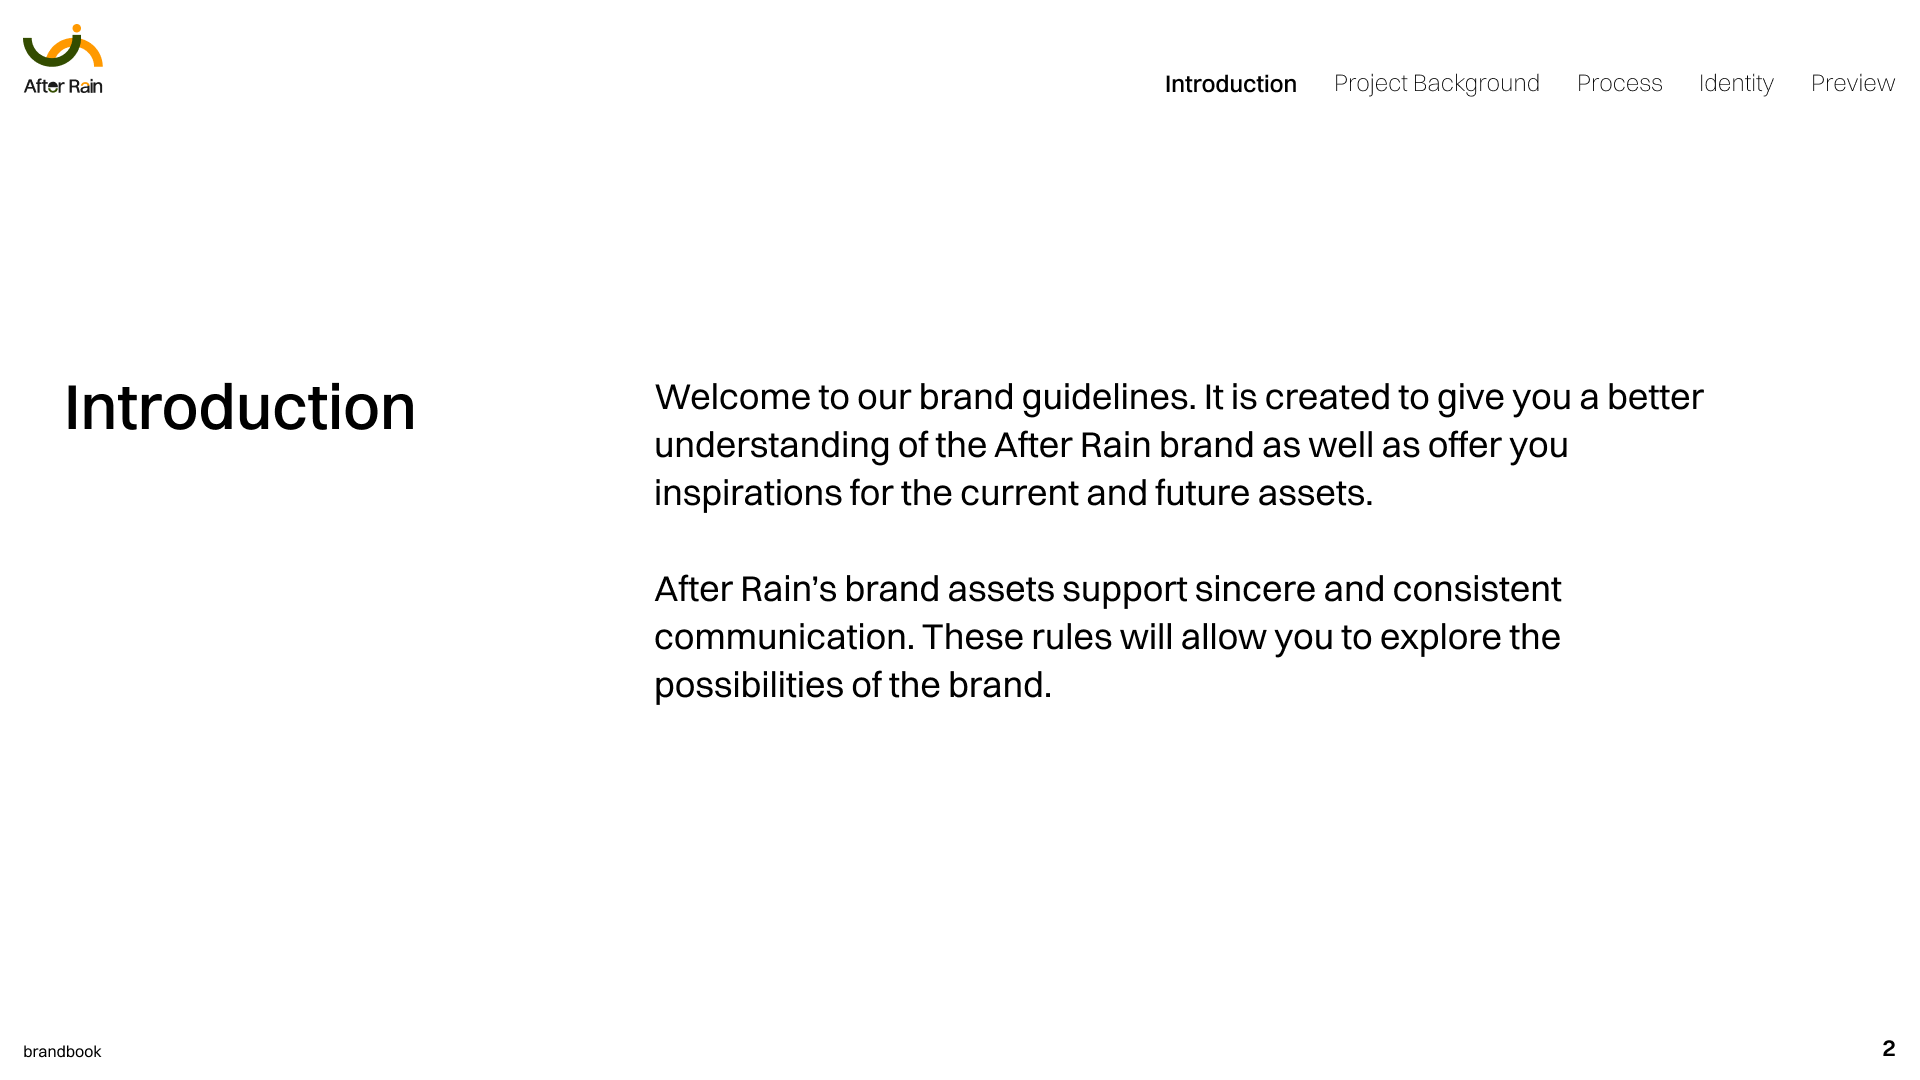 After Rain
Introduction
Project Background
Process
Identity
Preview
Introduction
Welcome to our brand guidelines. It is created to give you a better
understanding of the After Rain brand as well as offer you
inspirations for the current and future assets.
After Rain’s brand assets support sincere and consistent
communication. These rules will allow you to explore the
possibilities of the brand.
brandbook
2